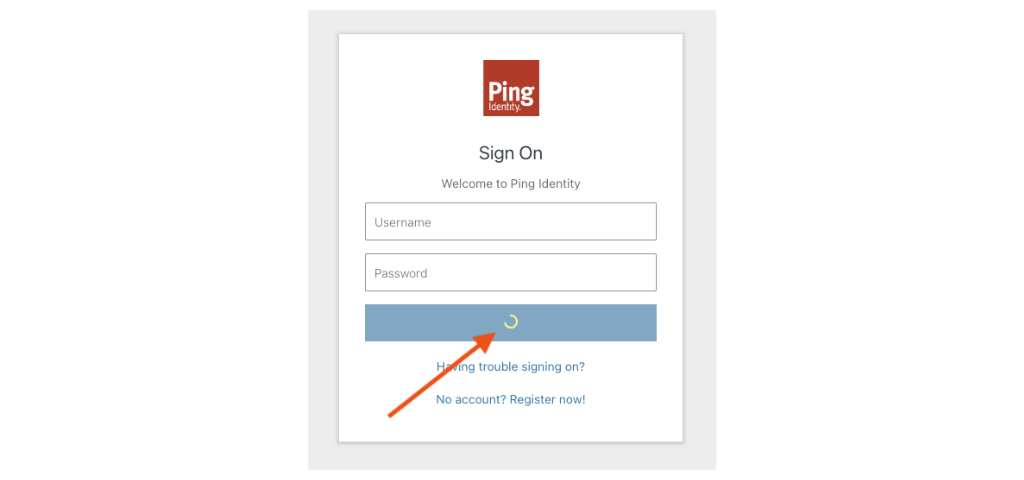 Ping
Identity.
Sign On
Welcome to Ping Identity
Username
Password
Having trouble signing on?
No account? Register now!